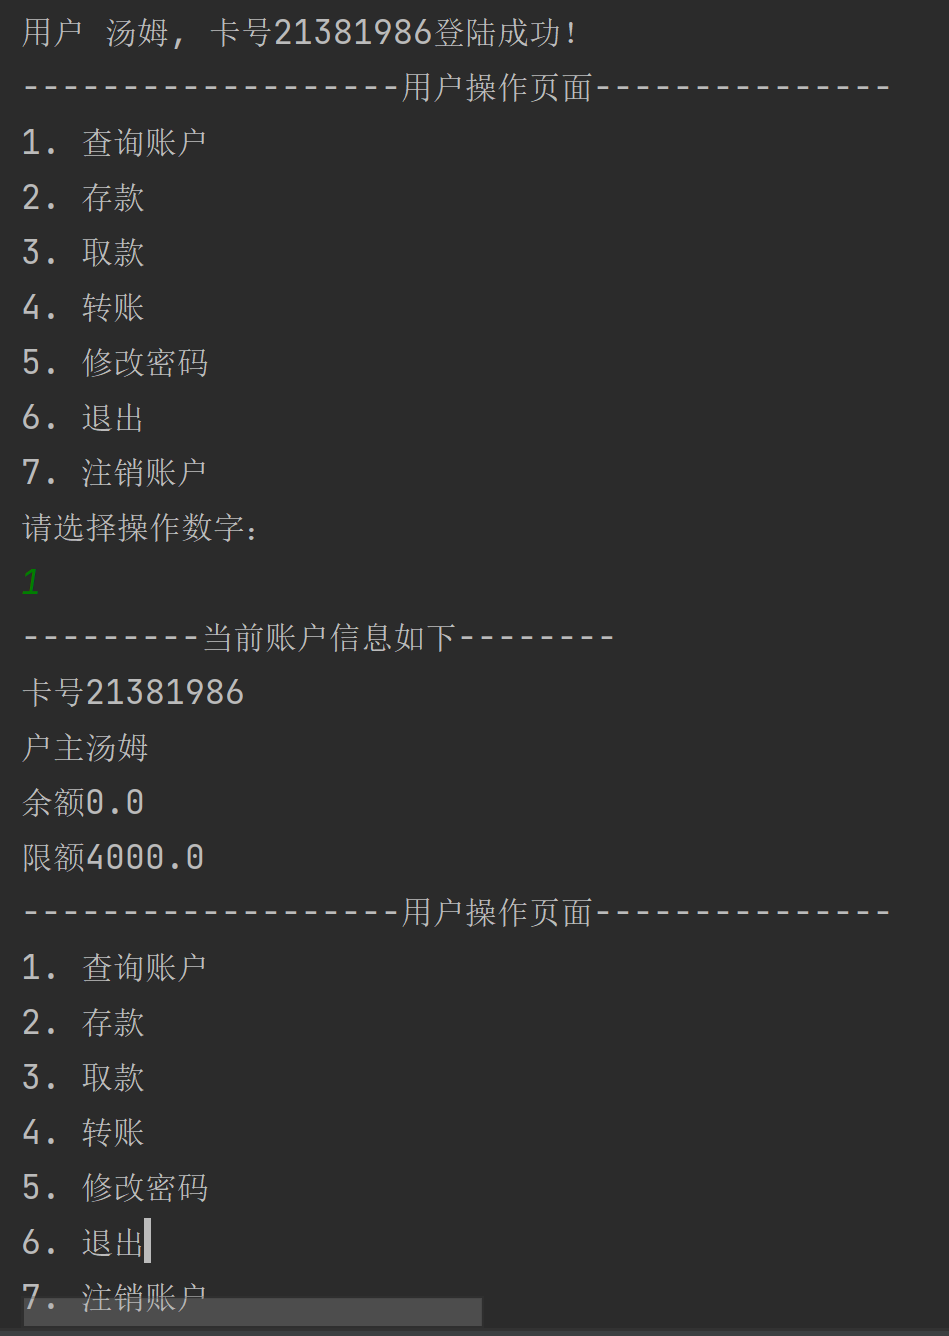 用户 汤姆, 卡号21381986登陆成功!
-------------------用户操作页面---------------
1. 查询账户
2. 存款
3. 取款
4. 转账
5. 修改密码
6. 退出
7. 注销账户
请选择操作数字:
1
---------当前账户信息如下--------
卡号21381986
户主汤姆
余额0.0
限额4000.0
-------------------用户操作页面---------------
1. 查询账户
2. 存款
3. 取款
4. 转账
5. 修改密码
6. 退出
7. 注销账户